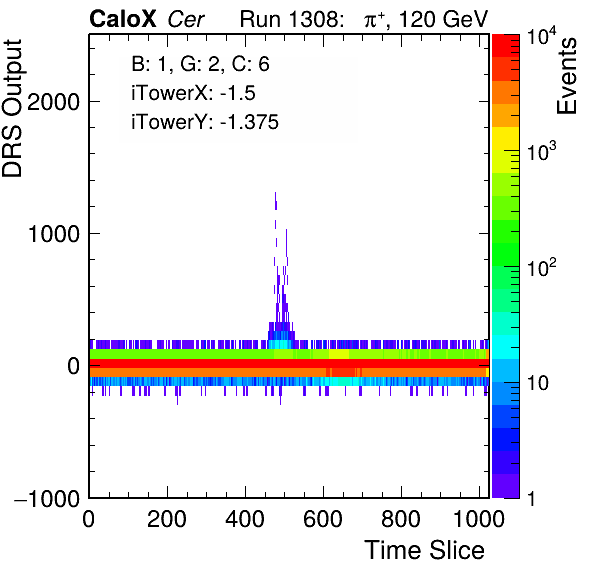 CaloX Cer Run 1308: π⁺, 120 GeV
B: 1, G: 2, C: 6
iTowerX: -1.5
iTowerY: -1.375
DRS Output
2000
1000
0
−1000
0 200 400 600 800 1000
Time Slice
10⁴
10³
10²
10
1
Events